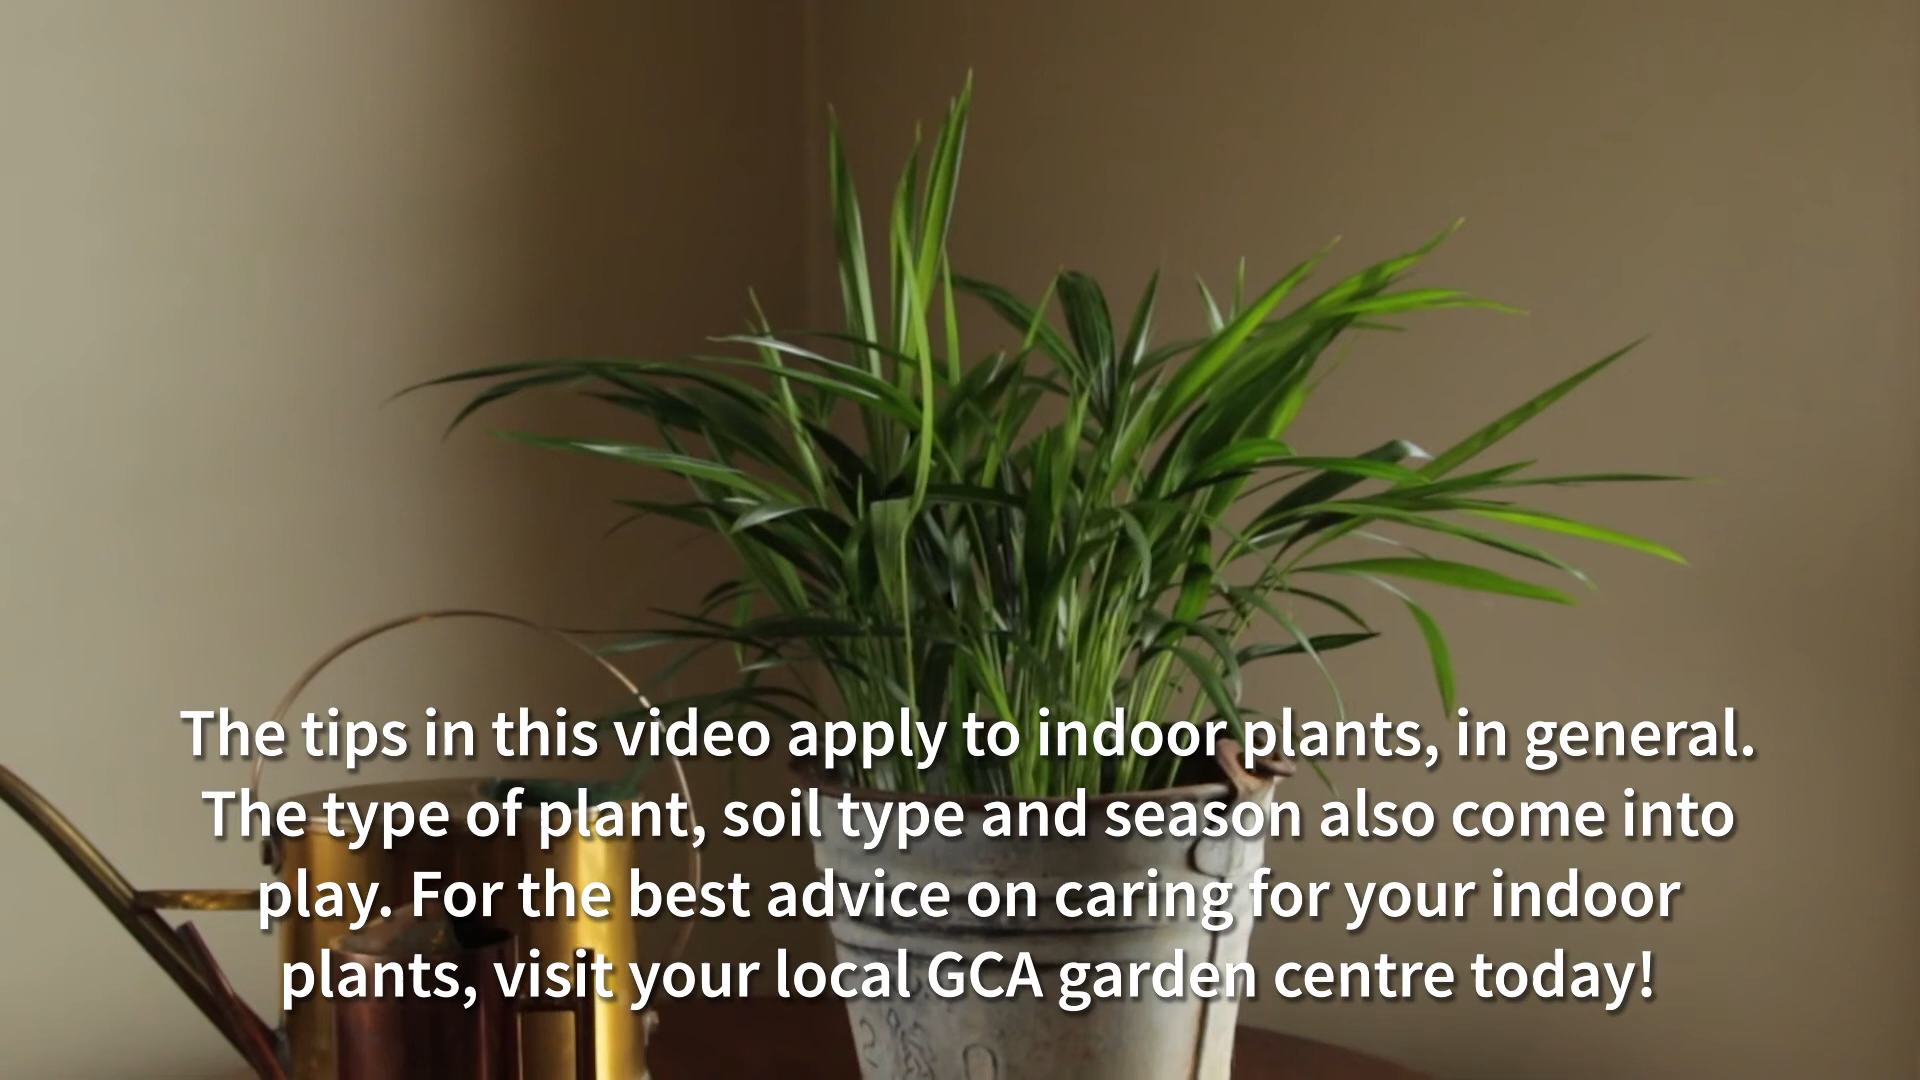 The tips in this video apply to indoor plants, in general.
The type of plant, soil type and season also come into
play. For the best advice on caring for your indoor
plants, visit your local GCA garden centre today!